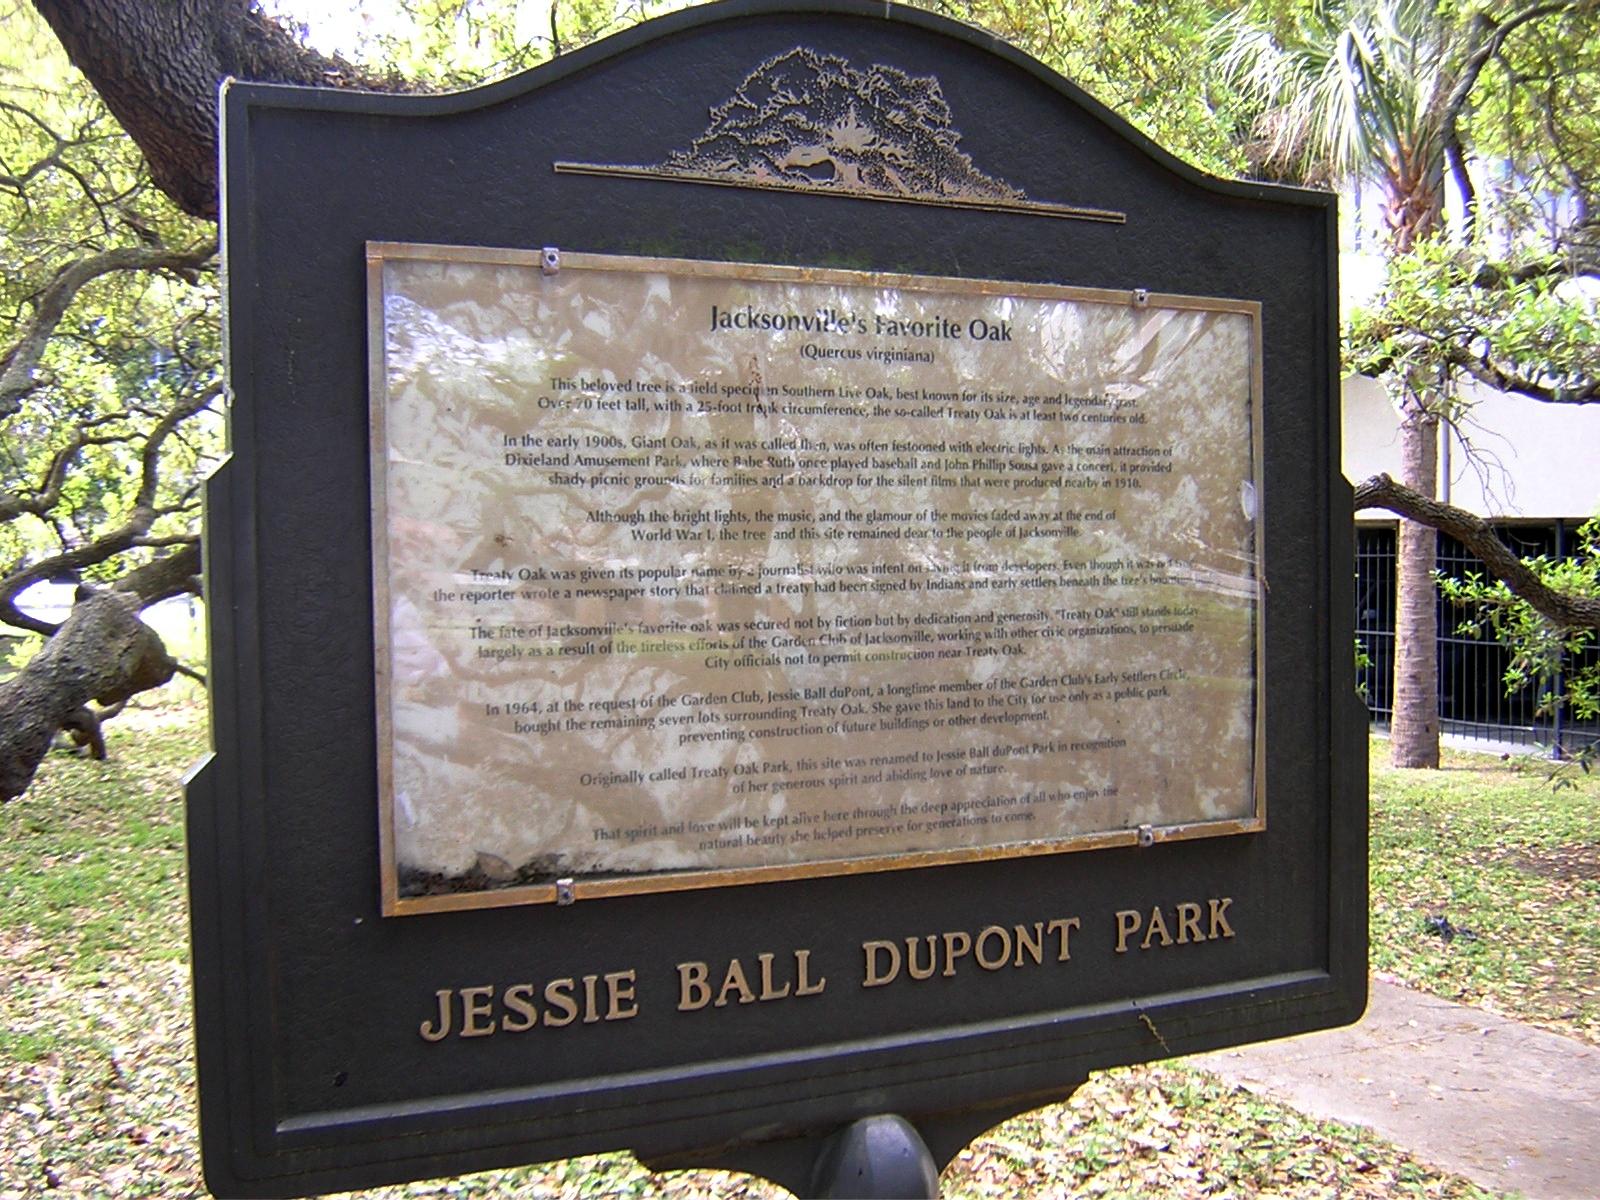 Jacksonville's Favorite Oak
(Quercus virginiana)
This beloved tree is a field specimen Southern Live Oak, best known for its size, age and legendary past.
Over 70 feet tall, with a 25-foot trunk circumference, the so-called Treaty Oak is at least two centuries old.
In the early 1900s, Giant Oak, as it was called then, was often festooned with electric lights. As the main attraction of
Dixieland Amusement Park, where Babe Ruth once played baseball and John Phillip Sousa gave a concert, it provided
shady picnic grounds for families and a backdrop for the silent films that were produced nearby in 1910.
Although the bright lights, the music, and the glamour of the movies faded away at the end of
World War I, the tree and this site remained dear to the people of Jacksonville.
Treaty Oak was given its popular name by a journalist who was intent on saving it from developers. Even though it was not true,
the reporter wrote a newspaper story that claimed a treaty had been signed by Indians and early settlers beneath the tree's
The fate of Jacksonville's favorite oak was secured not by fiction but by dedication and generosity. "Treaty Oak" still stands today
largely as a result of the tireless efforts of the Garden Club of Jacksonville, working with other civic organizations, to persuade
City officials not to permit construction near Treaty Oak.
In 1964, at the request of the Garden Club, Jessie Ball duPont, a longtime member of the Garden Club's Early Settlers Circle,
bought the remaining seven lots surrounding Treaty Oak. She gave this land to the City for use only as a public park,
preventing construction of future buildings or other development.
Originally called Treaty Oak Park, this site was renamed to Jessie Ball duPont Park in recognition
of her generous spirit and abiding love of nature.
That spirit and love will be kept alive here through the deep appreciation of all who enjoy the
natural beauty she helped preserve for generations to come.
JESSIE BALL DUPONT PARK